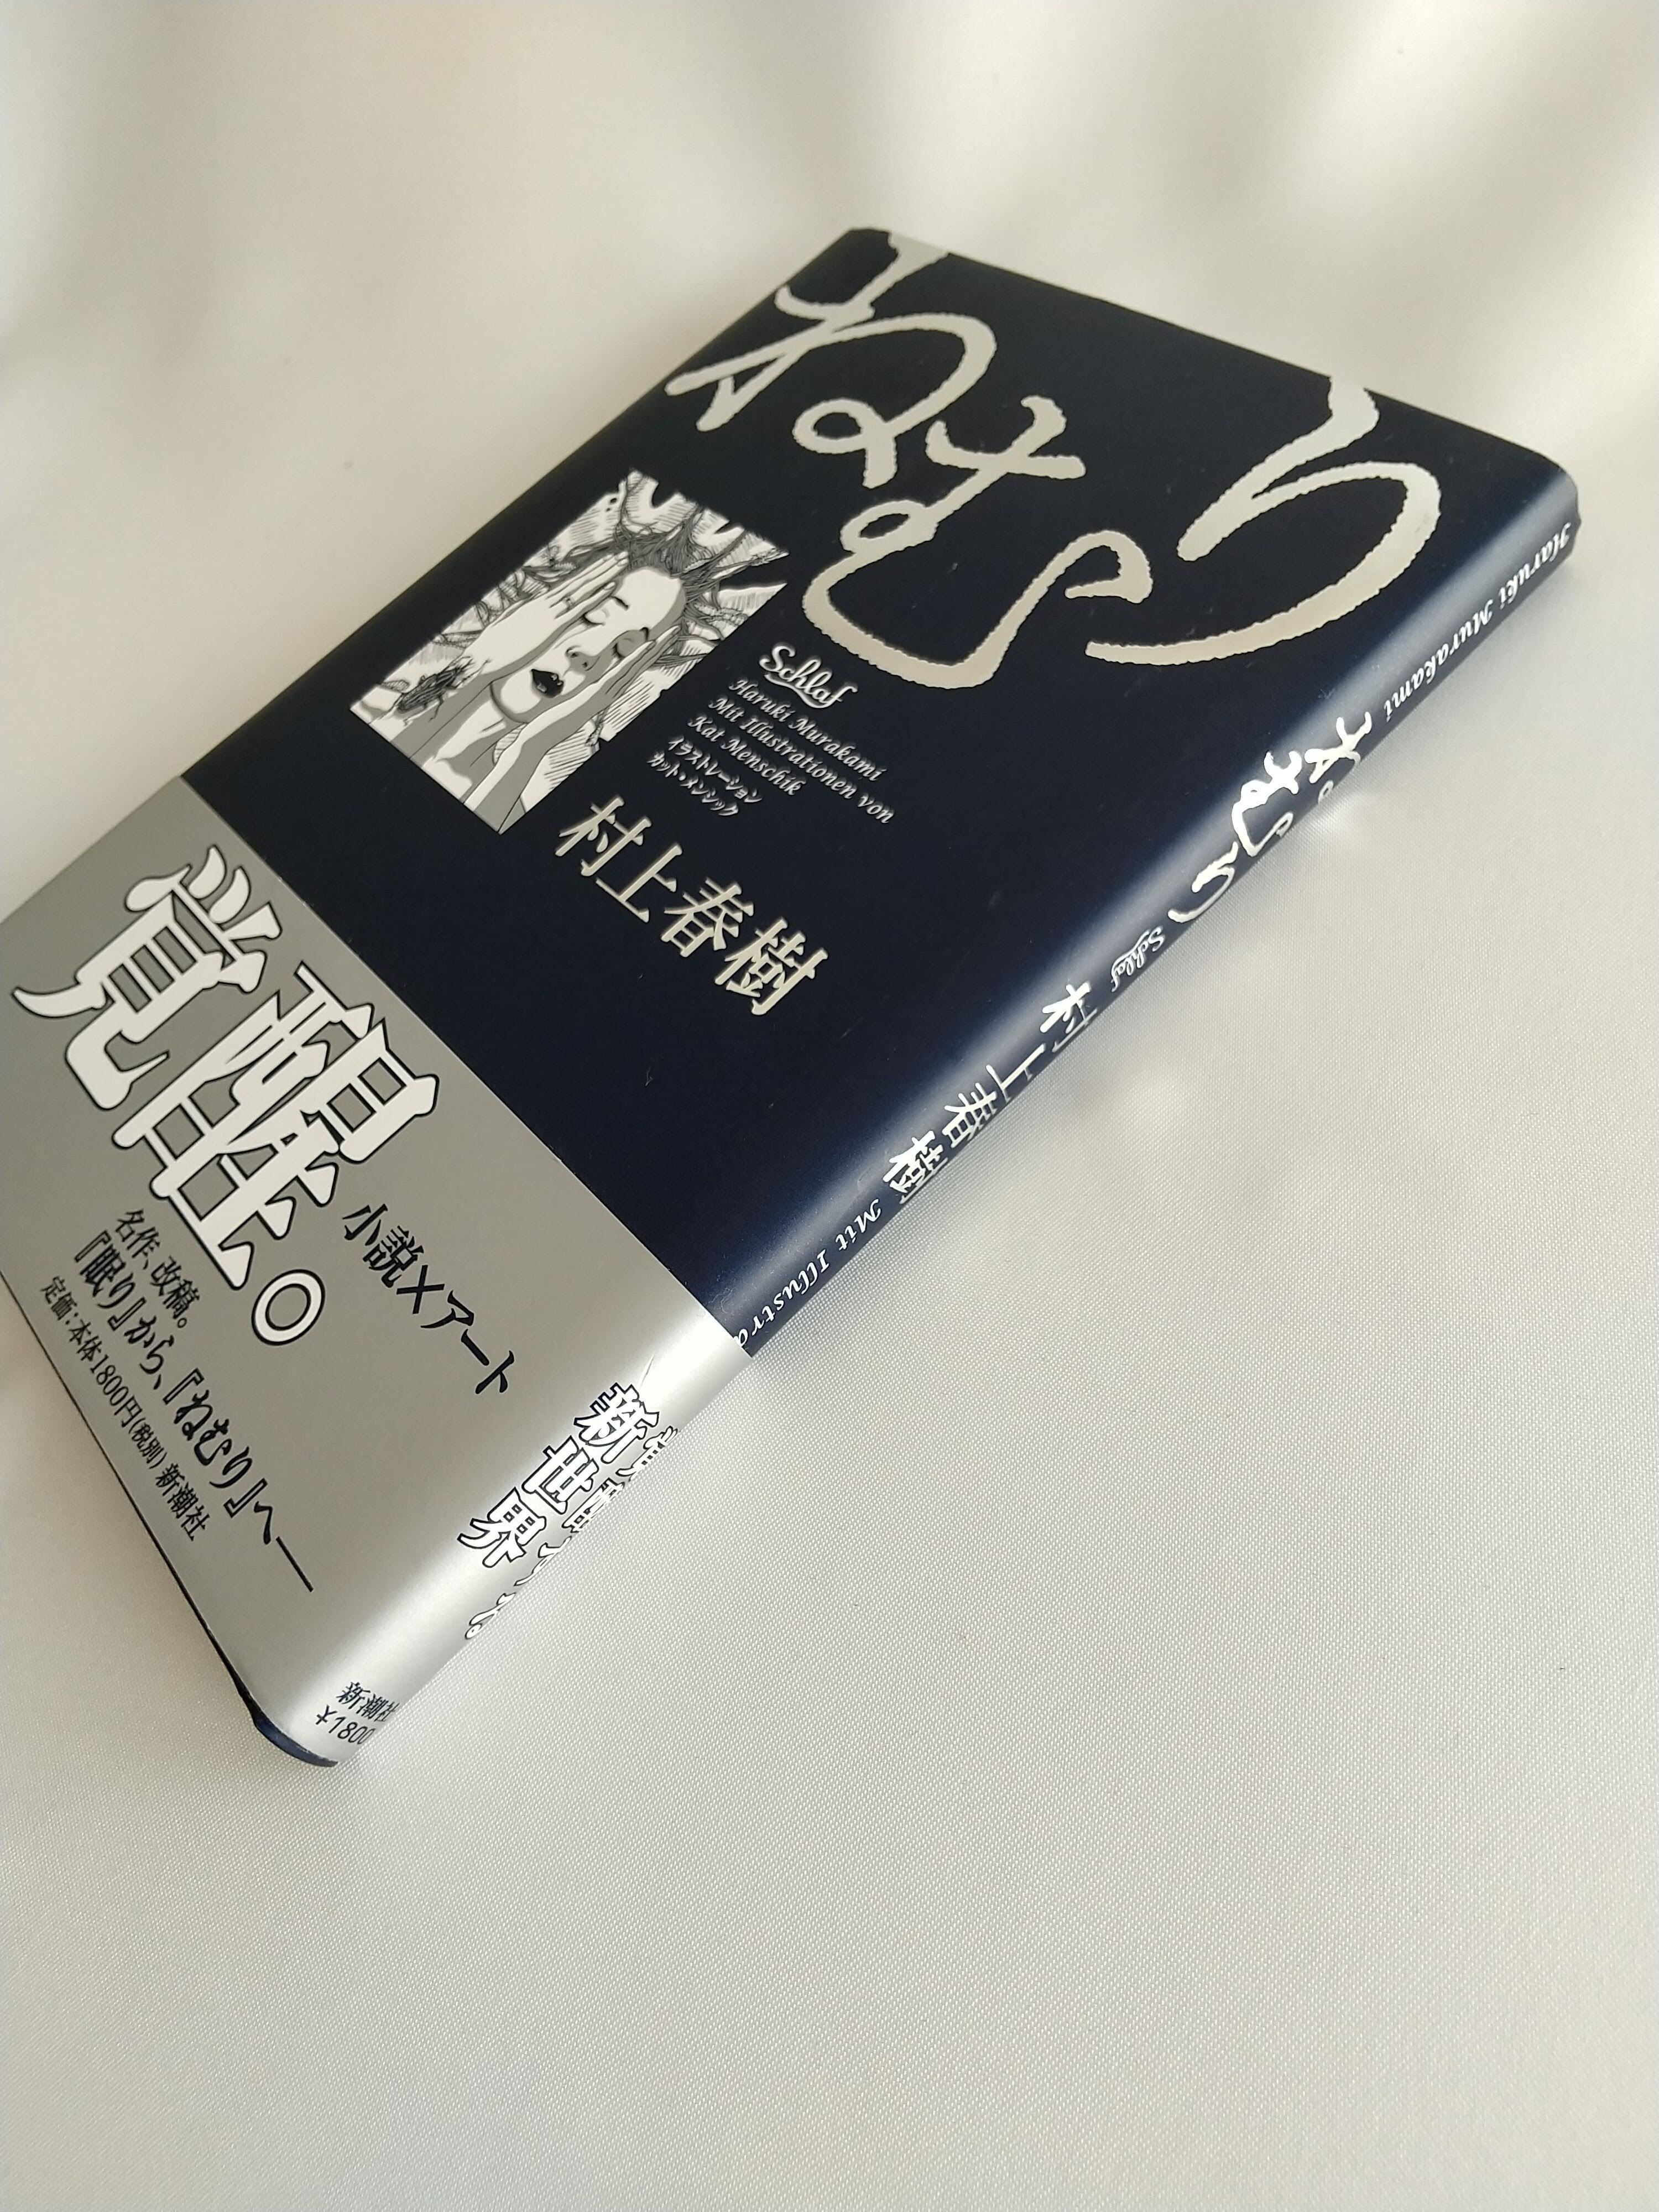 ねむり
Schlaf
Haruki Murakami
Mit Illustrationen von
Kat Menschik
イラストレーション
カット・メンシック
村上春樹
覚醒。
小説×アート
名作、改稿。
『眠り』から、『ねむり』へ―
定価:本体1800円(税別) 新潮社
Haruki Murakami ねむり Schlaf 村上春樹 Mit Illustra
新世界
新潮社
¥1800